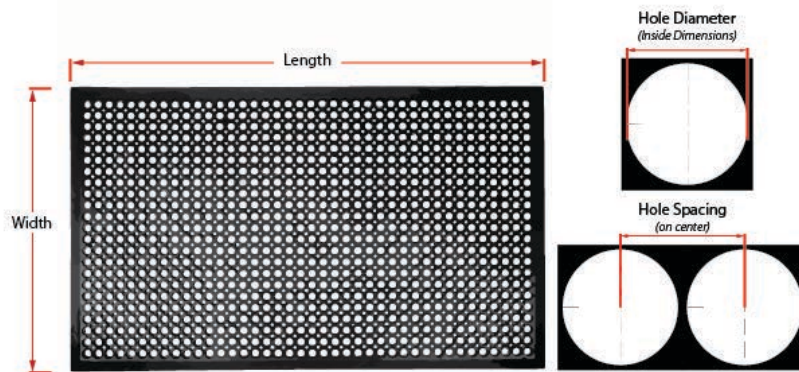 Length
Width
Hole Diameter
(Inside Dimensions)
Hole Spacing
(on center)